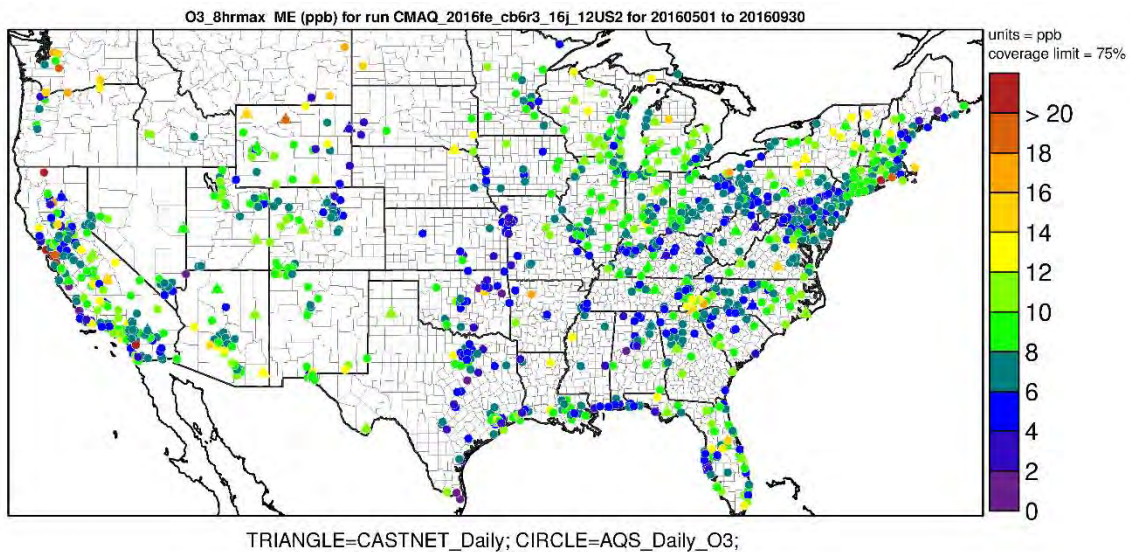 O3_8hrmax ME (ppb) for run CMAQ_2016fe_cb6r3_16j_12US2 for 20160501 to 20160930
units = ppb
coverage limit = 75%
> 20
18
16
14
12
10
8
6
4
2
0
TRIANGLE=CASTNET_Daily; CIRCLE=AQS_Daily_O3;